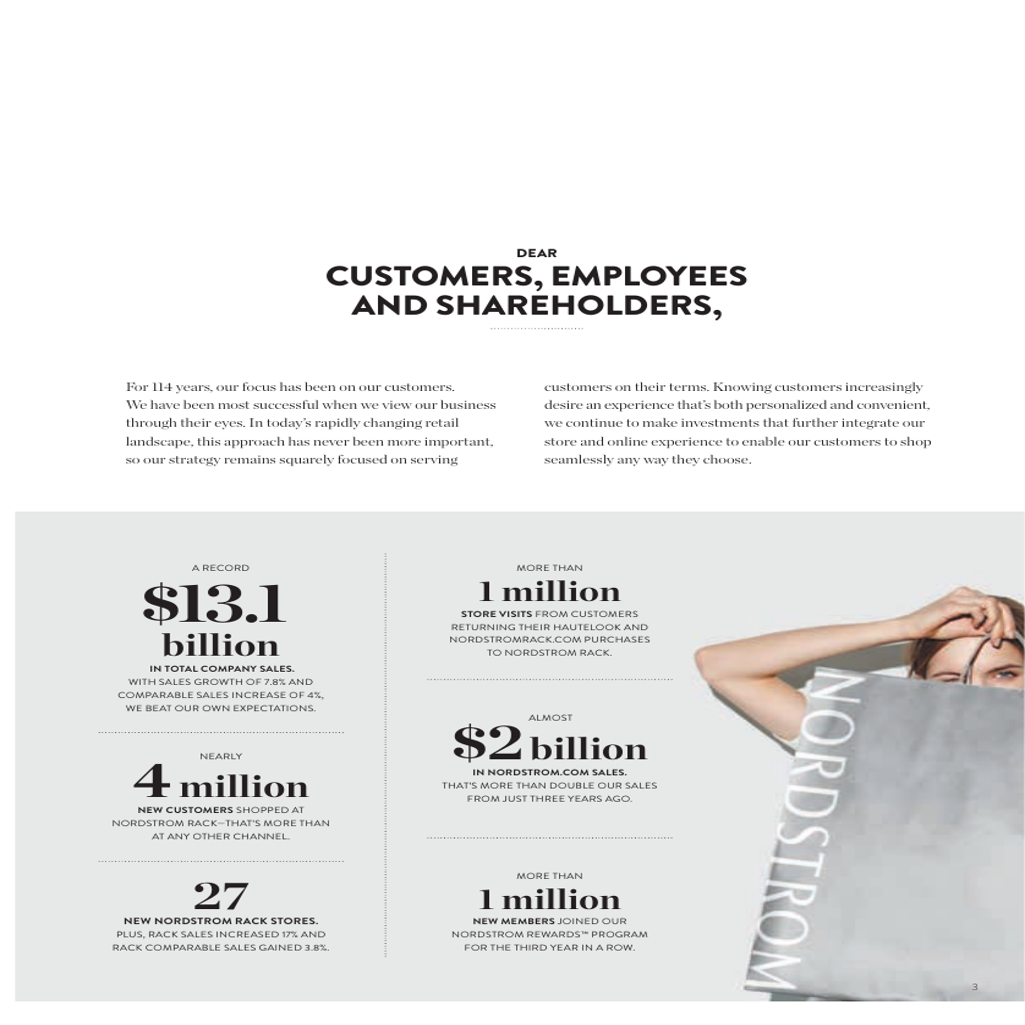 DEAR
CUSTOMERS, EMPLOYEES
AND SHAREHOLDERS,
For 114 years, our focus has been on our customers.
We have been most successful when we view our business
through their eyes. In today's rapidly changing retail
landscape, this approach has never been more important,
so our strategy remains squarely focused on serving
customers on their terms. Knowing customers increasingly
desire an experience that's both personalized and convenient,
we continue to make investments that further integrate our
store and online experience to enable our customers to shop
seamlessly any way they choose.
A RECORD
$13.1
billion
IN TOTAL COMPANY SALES.
WITH SALES GROWTH OF 7.8% AND
COMPARABLE SALES INCREASE OF 4%,
WE BEAT OUR OWN EXPECTATIONS.
NEARLY
4 million
NEW CUSTOMERS SHOPPED AT
NORDSTROM RACK—THAT'S MORE THAN
AT ANY OTHER CHANNEL.
27
NEW NORDSTROM RACK STORES.
PLUS, RACK SALES INCREASED 17% AND
RACK COMPARABLE SALES GAINED 3.8%.
MORE THAN
1 million
STORE VISITS FROM CUSTOMERS
RETURNING THEIR HAUTELOOK AND
NORDSTROMRACK.COM PURCHASES
TO NORDSTROM RACK.
ALMOST
$2 billion
IN NORDSTROM.COM SALES.
THAT'S MORE THAN DOUBLE OUR SALES
FROM JUST THREE YEARS AGO.
MORE THAN
1 million
NEW MEMBERS JOINED OUR
NORDSTROM REWARDS™ PROGRAM
FOR THE THIRD YEAR IN A ROW.
NORDSTROM
3